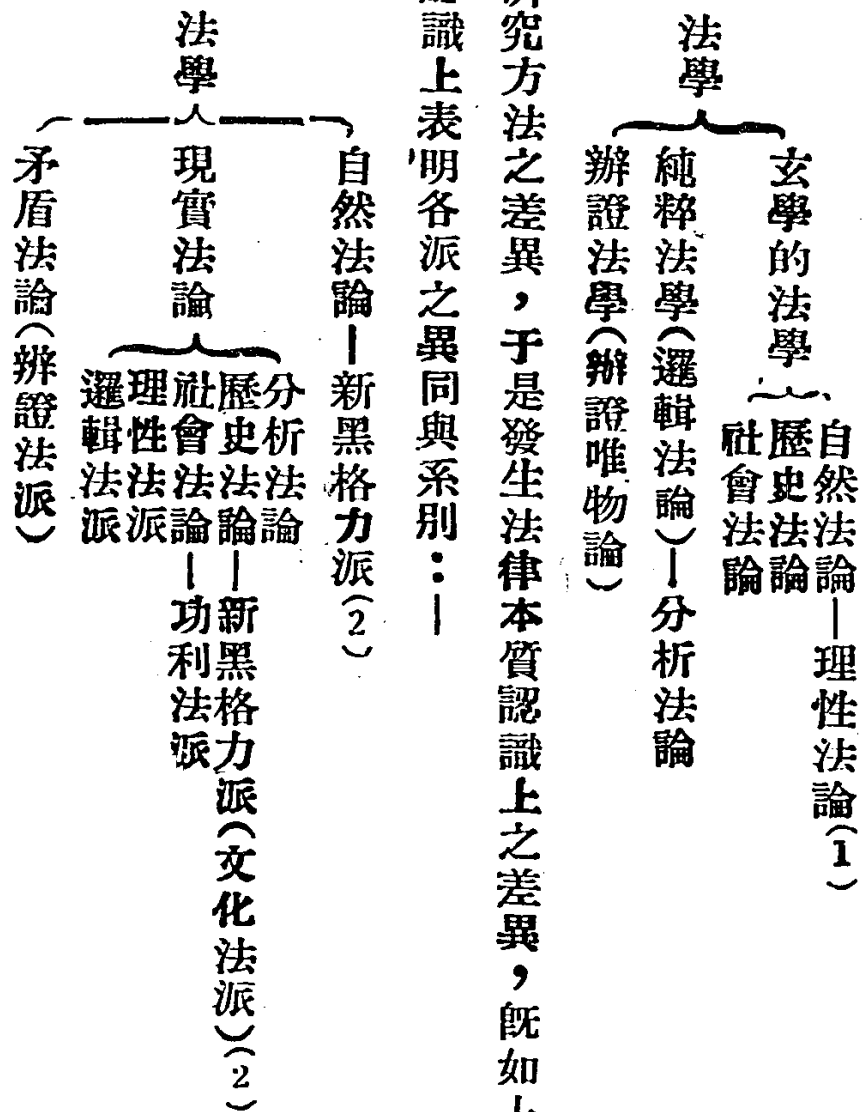 法學
玄學的法學
自然法論—理性法論(1)
歷史法論
社會法論
純粹法學(邏輯法論)—分析法論
辦證法學(辦證唯物論)
究方法之差異，于是發生法律本質認識上之差異，既如
識上表明各派之異同與系別：—
法學
自然法論—新黑格力派(2)
現實法論
分析法論
歷史法論—新黑格力派(文化法派)(2)
社會法論—功利法派
理性法派
邏輯法派
矛盾法論(辨證法派)